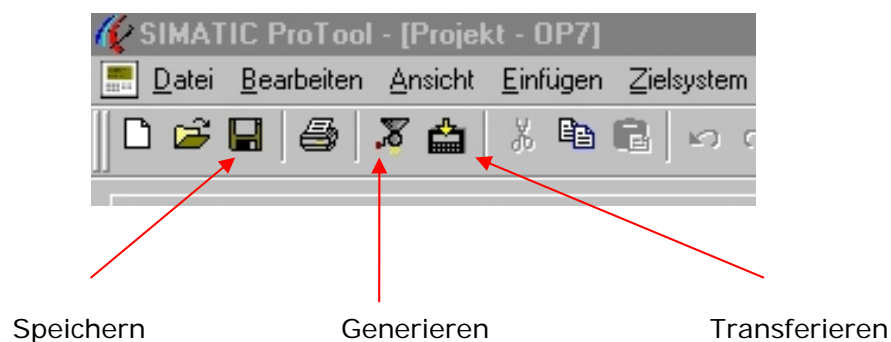 SIMATIC ProTool - [Projekt - OP7]
Datei Bearbeiten Ansicht Einfügen Zielsystem
Speichern Generieren Transferieren